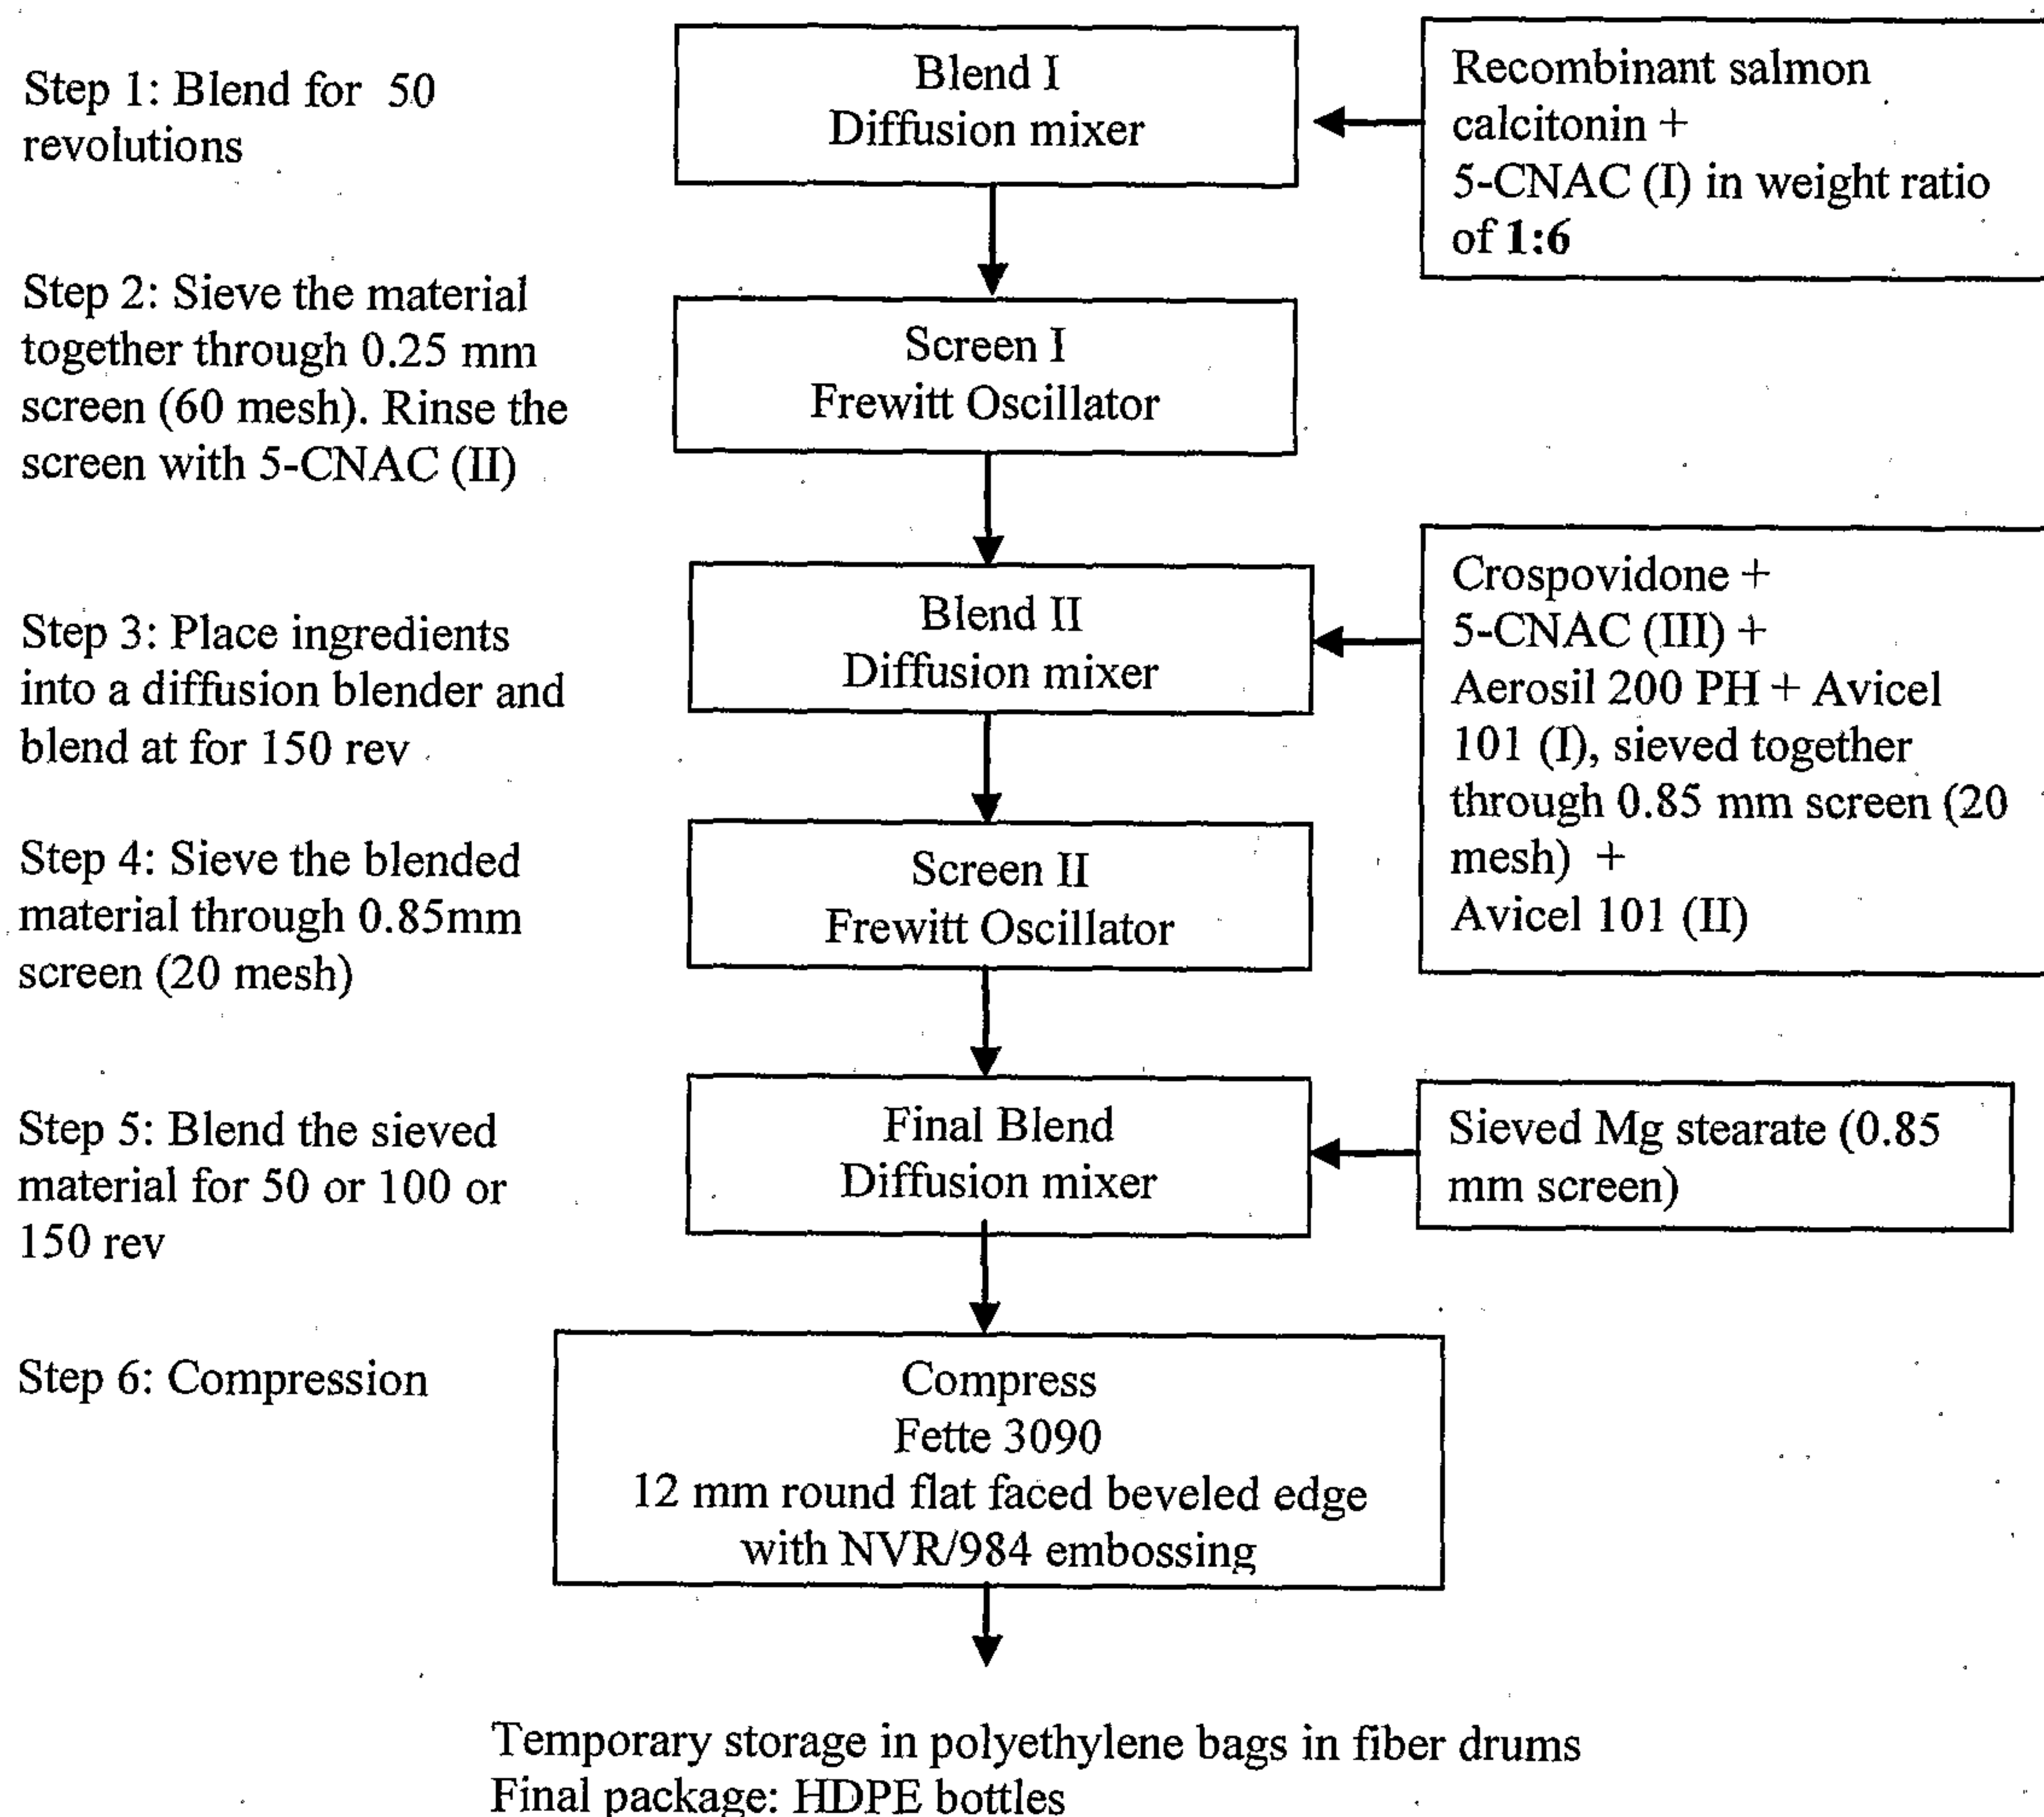 Step 1: Blend for 50
revolutions
Blend I
Diffusion mixer
Recombinant salmon
calcitonin +
5-CNAC (I) in weight ratio
of 1:6
Step 2: Sieve the material
together through 0.25 mm
screen (60 mesh). Rinse the
screen with 5-CNAC (II)
Screen I
Frewitt Oscillator
Step 3: Place ingredients
into a diffusion blender and
blend at for 150 rev
Blend II
Diffusion mixer
Crospovidone +
5-CNAC (III) +
Aerosil 200 PH + Avicel
101 (I), sieved together
through 0.85 mm screen (20
mesh) +
Avicel 101 (II)
Step 4: Sieve the blended
material through 0.85mm
screen (20 mesh)
Screen II
Frewitt Oscillator
Step 5: Blend the sieved
material for 50 or 100 or
150 rev
Final Blend
Diffusion mixer
Sieved Mg stearate (0.85
mm screen)
Step 6: Compression
Compress
Fette 3090
12 mm round flat faced beveled edge
with NVR/984 embossing
Temporary storage in polyethylene bags in fiber drums
Final package: HDPE bottles